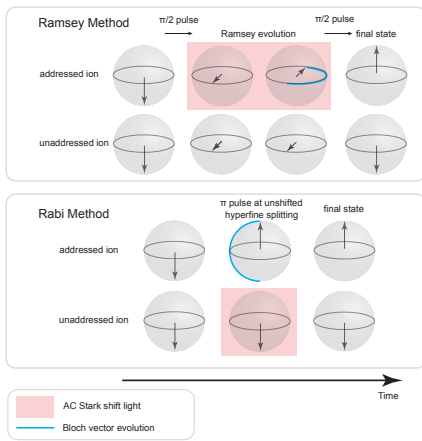 Ramsey Method
π/2 pulse
Ramsey evolution
π/2 pulse
final state
addressed ion
unaddressed ion
Rabi Method
π pulse at unshifted
hyperfine splitting
final state
addressed ion
unaddressed ion
Time
AC Stark shift light
Bloch vector evolution